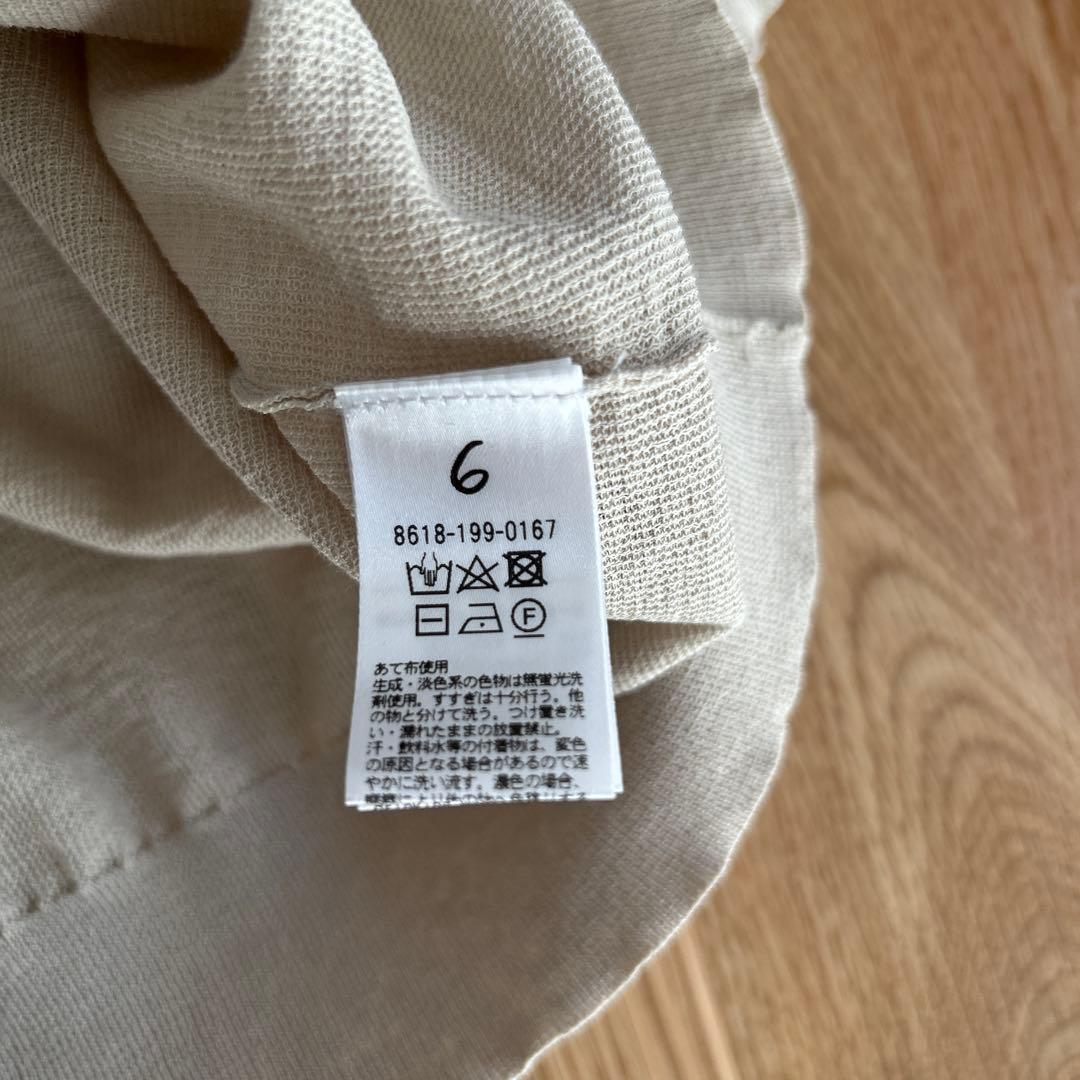 6
8618-199-0167
F
あて布使用
生成・淡色系の色物は無蛍光洗
剤使用。すすぎは十分行う。他
の物と分けて洗う。つけ置き洗
い・濡れたままの放置禁止。
汗・飲料水等の付着物は、変色
の原因となる場合があるので速
やかに洗い流す。濃色の場合、